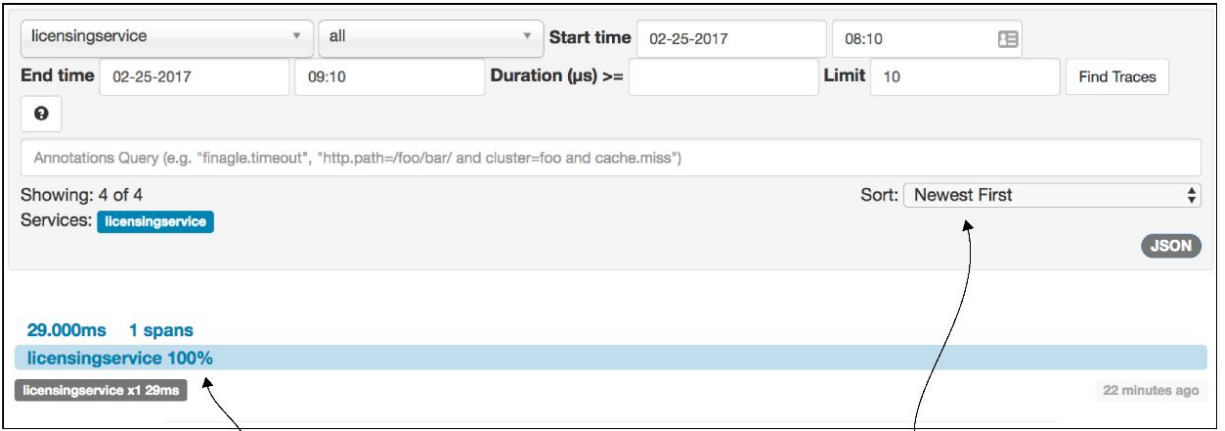 licensingservice all Start time 02-25-2017 08:10
End time 02-25-2017 09:10 Duration (µs) >= Limit 10 Find Traces
?
Annotations Query (e.g. "finagle.timeout", "http.path=/foo/bar/ and cluster=foo and cache.miss")
Showing: 4 of 4 Sort: Newest First
Services: licensingservice
JSON
29.000ms 1 spans
licensingservice 100%
licensingservice x1 29ms 22 minutes ago